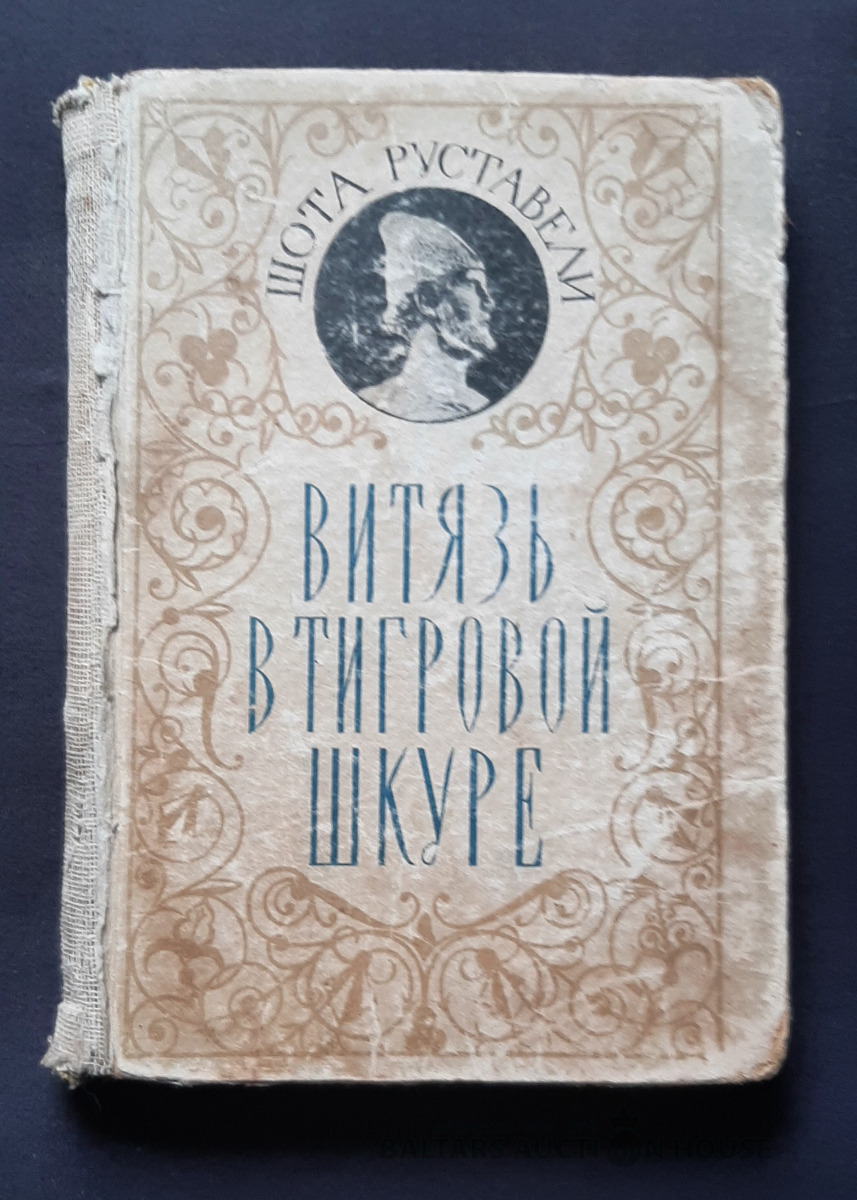 ШОТА РУСТАВЕЛИ
ВИТЯЗЬ
В ТИГРОВОЙ
ШКУРЕ
BALTARS AUCTION HOUSE